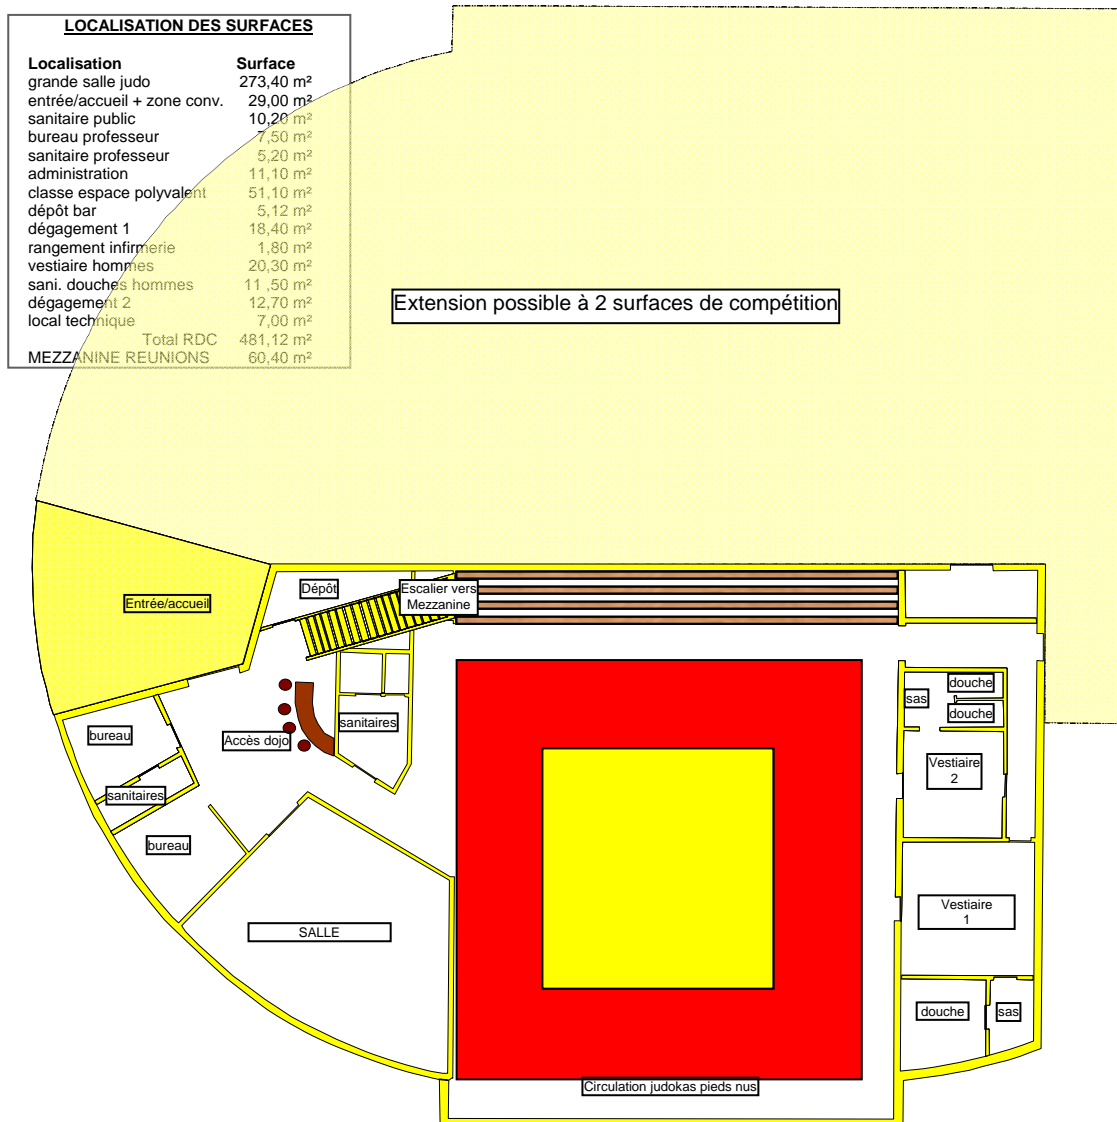 LOCALISATION DES SURFACES
Localisation Surface
grande salle judo 273,40 m²
entrée/accueil + zone conv. 29,00 m²
sanitaire public 10,20 m²
bureau professeur 7,50 m²
sanitaire professeur 5,20 m²
administration 11,10 m²
classe espace polyvalent 51,10 m²
dépôt bar 5,12 m²
dégagement 1 18,40 m²
rangement infirmerie 1,80 m²
vestiaire hommes 20,30 m²
sani. douches hommes 11 ,50 m²
dégagement 2 12,70 m²
local technique 7,00 m²
Total RDC 481,12 m²
MEZZANINE REUNIONS 60,40 m²
Extension possible à 2 surfaces de compétition
Dépôt
Escalier vers
Mezzanine
Entrée/accueil
douche
sas
douche
sanitaires
bureau
Accès dojo
Vestiaire
2
sanitaires
bureau
Vestiaire
1
SALLE
douche
sas
Circulation judokas pieds nus